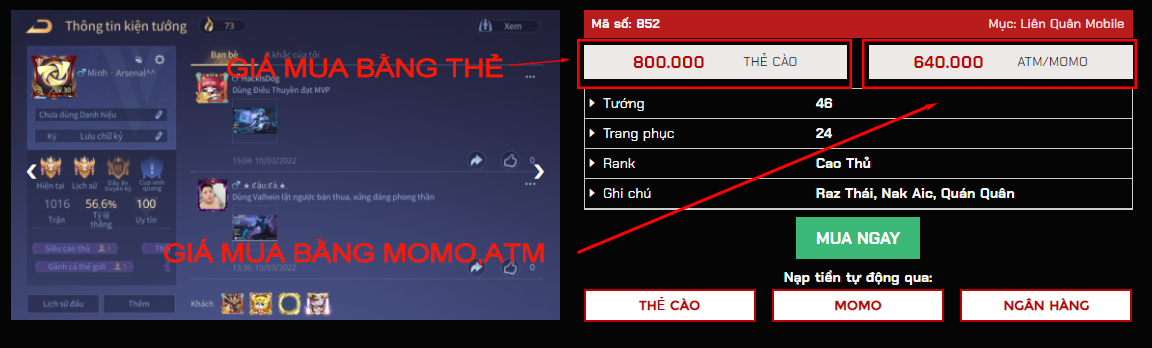 Thông tin kiện tướng
73
Xem
Minh - Arsenal^^
LV 30
Chưa dùng Danh hiệu
Ký Lưu chữ ký
Hiện tại Lịch sử Dấu ấn truyền kỳ Cup vinh quang
1016 56,6% 100
Trận Tỷ lệ thắng Uy tín
Siêu cao thủ 1
Gánh cả thế giới 1
Lịch sử đấu Thêm
Bạn bè
khắc của tôi
GIÁ MUA BẰNG THẺ
HackIsDog
Dùng Điêu Thuyền đạt MVP
15:04 10/03/2022 0
.★.Cậu Cả.★.
Dùng Valhein lật ngược bàn thua, xứng đáng phong thần
GIÁ MUA BẰNG MOMO,ATM
13:36 10/03/2022 0
Khách
Mã số: 852 Mục: Liên Quân Mobile
800.000 THẺ CÀO 640.000 ATM/MOMO
Tướng 46
Trang phục 24
Rank Cao Thủ
Ghi chú Raz Thái, Nak Aic, Quán Quân
MUA NGAY
Nạp tiền tự động qua:
THẺ CÀO MOMO NGÂN HÀNG